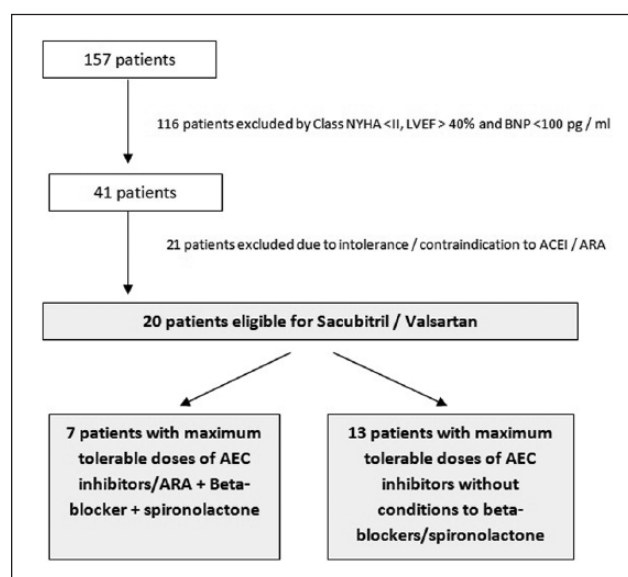 157 patients
116 patients excluded by Class NYHA <II, LVEF > 40% and BNP <100 pg / ml
41 patients
21 patients excluded due to intolerance / contraindication to ACEI / ARA
20 patients eligible for Sacubitril / Valsartan
7 patients with maximum
tolerable doses of AEC
inhibitors/ARA + Beta-
blocker + spironolactone
13 patients with maximum
tolerable doses of AEC
inhibitors without
conditions to beta-
blockers/spironolactone